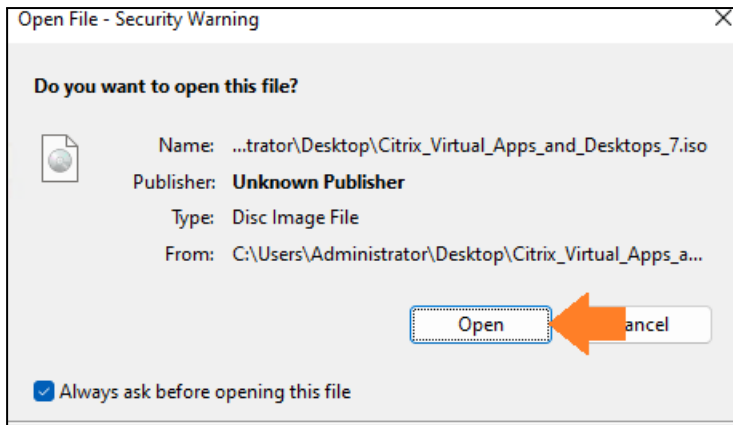 Open File - Security Warning
Do you want to open this file?
Name: ...trator\Desktop\Citrix_Virtual_Apps_and_Desktops_7.iso
Publisher: Unknown Publisher
Type: Disc Image File
From: C:\Users\Administrator\Desktop\Citrix_Virtual_Apps_a...
Open ancel
Always ask before opening this file